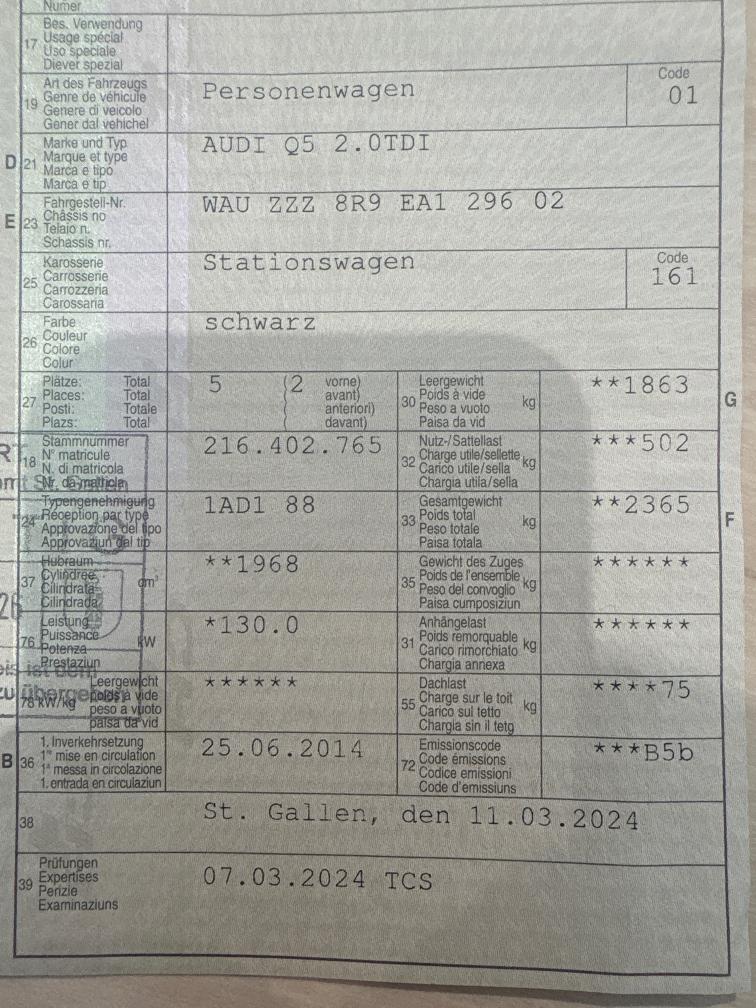 Numer
17 Bes. Verwendung
Usage spécial
Uso speciale
Diever spezial
19 Art des Fahrzeugs
Genre de véhicule
Genere di veicolo
Gener dal vehichel
Personenwagen
Code
01
D 21 Marke und Typ
Marque et type
Marca e tipo
Marca e tip
AUDI Q5 2.0TDI
E 23 Fahrgestell-Nr.
Châssis no
Telaio n.
Schassis nr.
WAU ZZZ 8R9 EA1 296 02
25 Karosserie
Carrosserie
Carrozzeria
Carossaria
Stationswagen
Code
161
26 Farbe
Couleur
Colore
Colur
schwarz
27 Plätze: Total
Places: Total
Posti: Totale
Plazs: Total
5 (2 vorne)
( avant)
( anteriori)
( davant)
30 Leergewicht
Poids à vide
Peso a vuoto
Paisa da vid
kg
**1863
G
18 Stammnummer
N° matricule
N. di matricola
Nr. da matricla
216.402.765
32 Nutz-/Sattellast
Charge utile/sellette
Carico utile/sella
Chargia utila/sella
kg
***502
24 Typengenehmigung
Réception par type
Approvazione del tipo
Approvaziun dal tip
1AD1 88
33 Gesamtgewicht
Poids total
Peso totale
Paisa totala
kg
**2365
F
37 Hubraum
Cylindrée
Cilindrata
Cilindrada
cm³
**1968
35 Gewicht des Zuges
Poids de l'ensemble
Peso del convoglio
Paisa cumposiziun
kg
******
76 Leistung
Puissance
Potenza
Prestaziun
kW
*130.0
31 Anhängelast
Poids remorquable
Carico rimorchiato
Chargia annexa
kg
******
78 kW/kg Leergewicht
poids à vide
peso a vuoto
paisa da vid
******
55 Dachlast
Charge sur le toit
Carico sul tetto
Chargia sin il tetg
kg
****75
B 36 1. Inverkehrsetzung
1re mise en circulation
1a messa in circolazione
1. entrada en circulaziun
25.06.2014
72 Emissionscode
Code émissions
Codice emissioni
Code d'emissiuns
***B5b
38
St. Gallen, den 11.03.2024
39 Prüfungen
Expertises
Perizie
Examinaziuns
07.03.2024 TCS